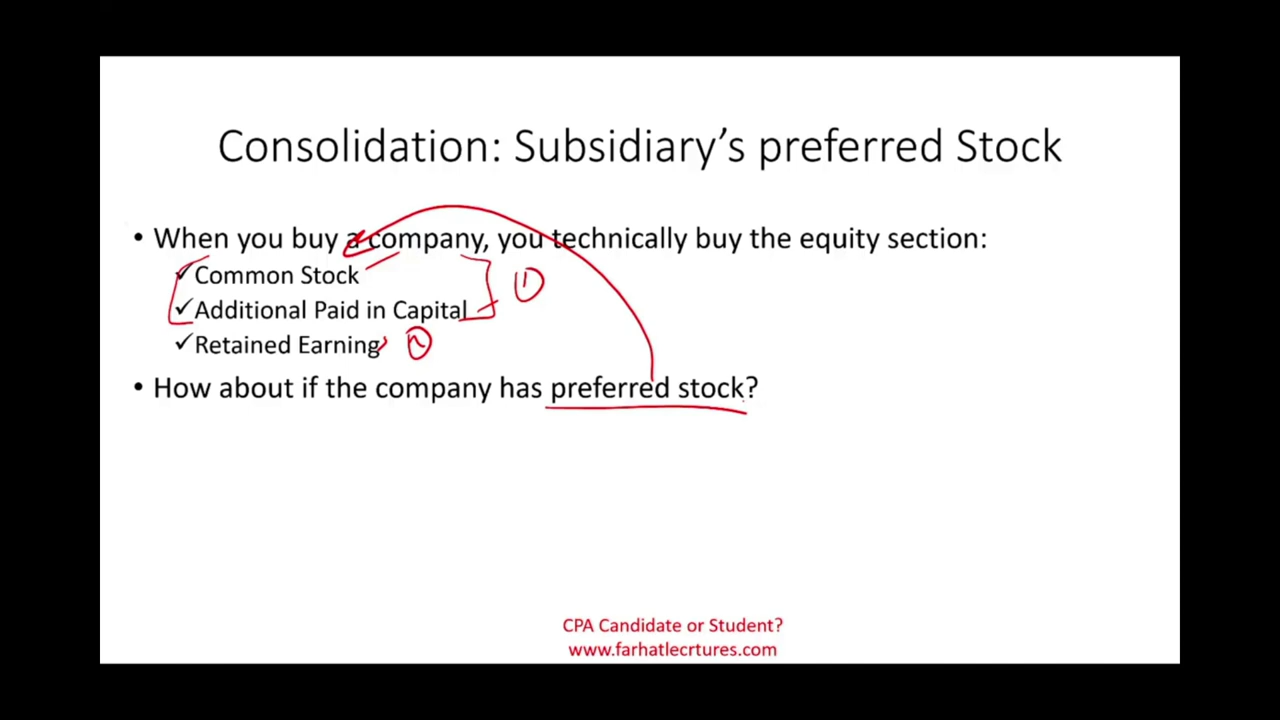 Consolidation: Subsidiary’s preferred Stock
• When you buy a company, you technically buy the equity section:
✓Common Stock
✓Additional Paid in Capital ①
✓Retained Earning
• How about if the company has preferred stock?
CPA Candidate or Student?
www.farhatlecrtures.com